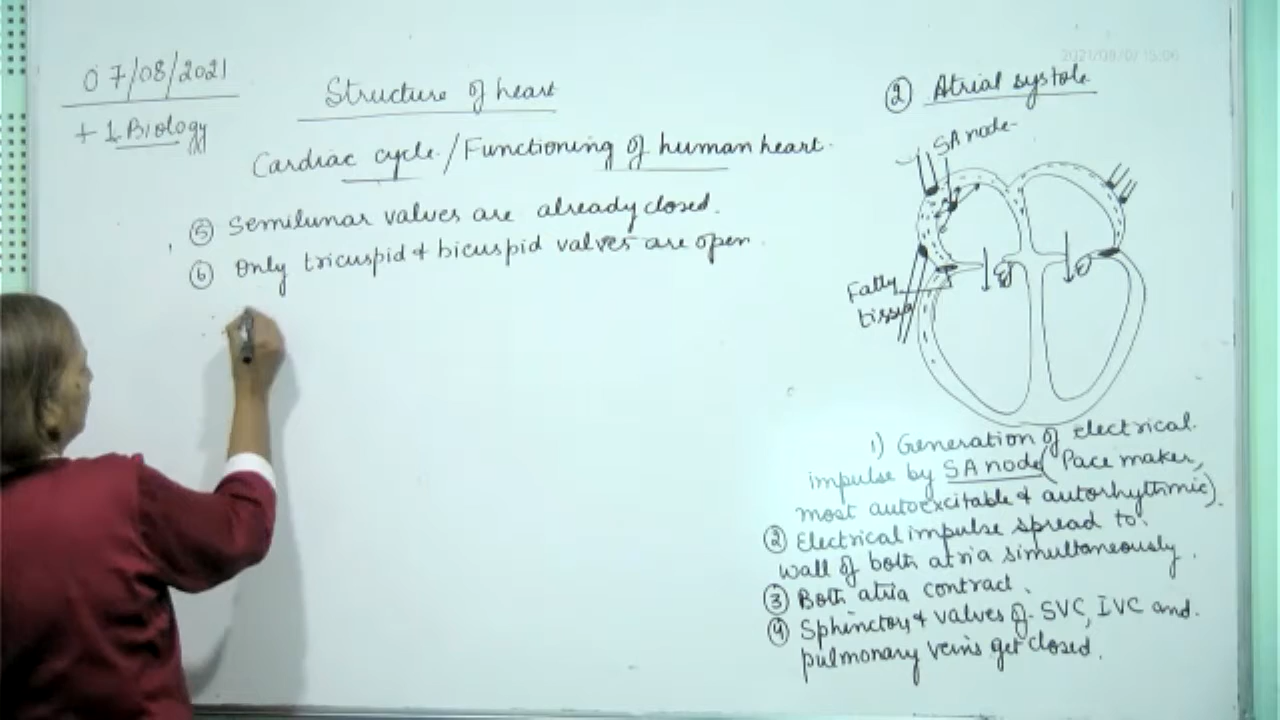 07/08/2021
+1 Biology
Structure of heart
Cardiac cycle / Functioning of human heart.
⑤ Semilunar valves are already closed.
⑥ Only tricuspid & bicuspid valves are open.
② Atrial systole
SA node
Fatty
tissue
1) Generation of electrical
impulse by SA node (Pace maker,
most autoexcitable & autorhythmic).
② Electrical impulse spread to
wall of both atria simultaneously.
③ Both atria contract.
④ Sphinctors & valves of SVC, IVC and
pulmonary veins get closed.